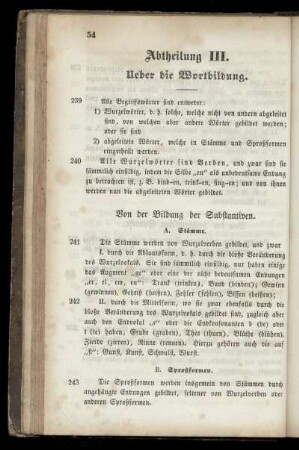 54
Abtheilung III.
Ueber die Wortbildung.
239 Alle Begriffswörter sind entweder:
1) Wurzelwörter, d. h. solche, welche nicht von andern abgeleitet
sind, von welchen aber andere Wörter gebildet werden;
oder sie sind
2) abgeleitete Wörter, welche in Stämme und Sproßformen
eingetheilt werden.
240 Alle Wurzelwörter sind Verben, und zwar sind sie
sämmtlich einsilbig, indem die Silbe „en“ als unbedeutsame Endung
zu betrachten ist, z. B. bind-en, trink-en, sing-en; und von ihnen
werden nun die abgeleiteten Wörter gebildet.
Von der Bildung der Substantiven.
A. Stämme.
241 Die Stämme werden von Wurzelverben gebildet, und zwar
I. durch die Ablautsform, d. h. durch die bloße Veränderung
des Wurzelvokals. Sie sind sämmtlich einsilbig, nur haben einige
das Augment „ge“ oder eine der nicht bedeutsamen Endungen
„er, el, em, en“: Trank (trinken), Band (binden); Gewinn
(gewinnen), Geheiß (heißen), Fehler (fehlen), Bissen (beißen);
242 II. durch die Mittelform, wo sie zwar ebenfalls durch die
bloße Veränderung des Wurzelvokals gebildet sind, zugleich aber
auch den Endvokal „e“ oder die Endkonsonanten d (de) t
(te) haben, Grube (graben), That (thun), Blüthe (blühen),
Zierde (zieren), Rinne (rinnen). Hierzu gehören auch die auf
„st“: Gunst, Kunst, Schwulst, Wurst.
B. Sproßformen.
243 Die Sproßformen werden insgemein von Stämmen durch
angehängte Endungen gebildet, seltener von Wurzelverben oder
anderen Sproßformen.